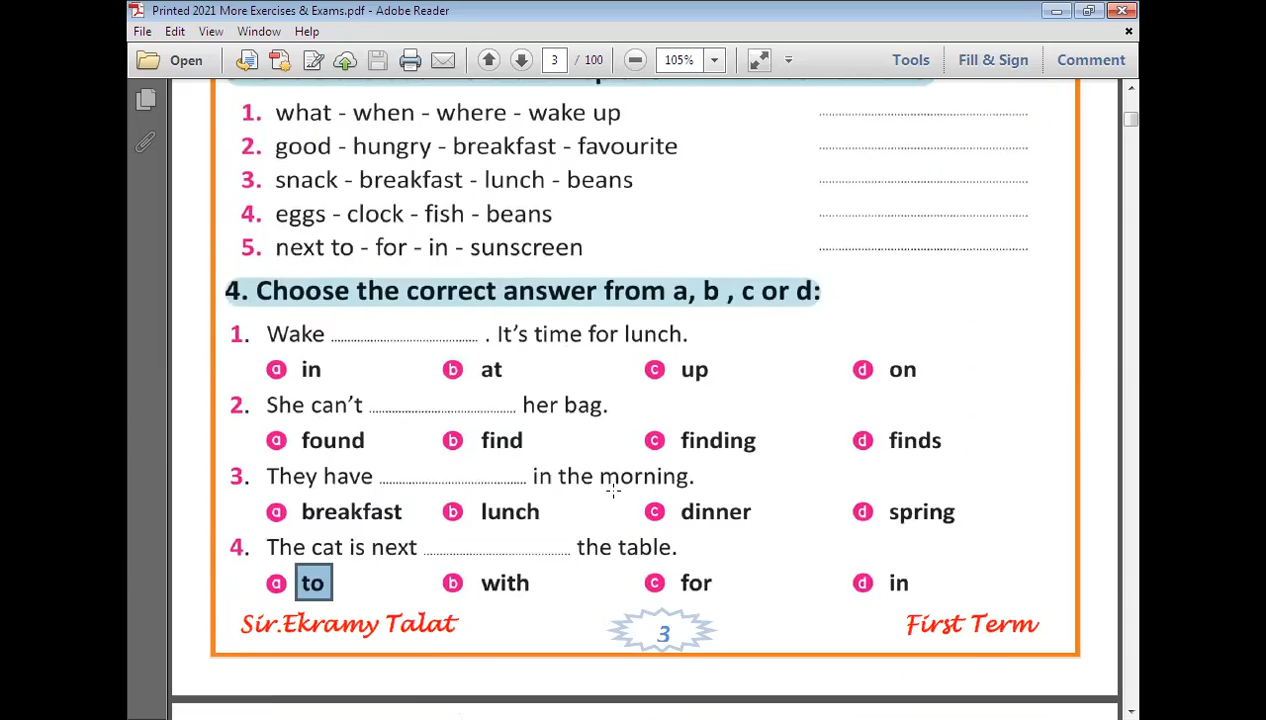 Printed 2021 More Exercises & Exams.pdf - Adobe Reader
File Edit View Window Help
Open 3 / 100 105% Tools Fill & Sign Comment
1. what - when - where - wake up
2. good - hungry - breakfast - favourite
3. snack - breakfast - lunch - beans
4. eggs - clock - fish - beans
5. next to - for - in - sunscreen
4. Choose the correct answer from a, b , c or d:
1. Wake .................................. . It's time for lunch.
a in b at c up d on
2. She can't .................................. her bag.
a found b find c finding d finds
3. They have .................................. in the morning.
a breakfast b lunch c dinner d spring
4. The cat is next .................................. the table.
a to b with c for d in
Sir.Ekramy Talat 3 First Term